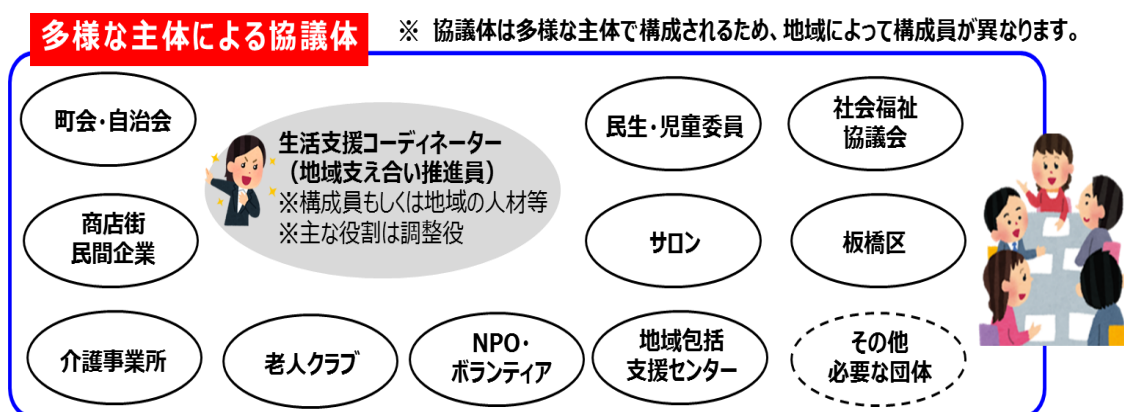 多様な主体による協議体
※ 協議体は多様な主体で構成されるため、地域によって構成員が異なります。
町会・自治会
生活支援コーディネーター
（地域支え合い推進員）
※構成員もしくは地域の人材等
※主な役割は調整役
民生・児童委員
社会福祉
協議会
商店街
民間企業
サロン
板橋区
介護事業所
老人クラブ
NPO・
ボランティア
地域包括
支援センター
その他
必要な団体